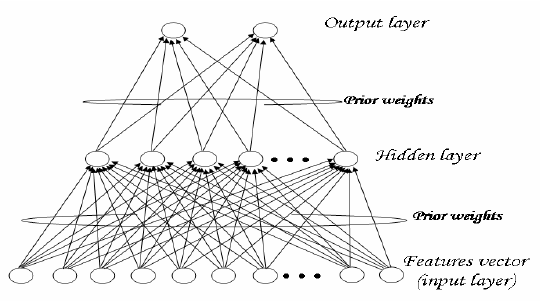 Output layer
Prior weights
Hidden layer
Prior weights
Features vector
(input layer)